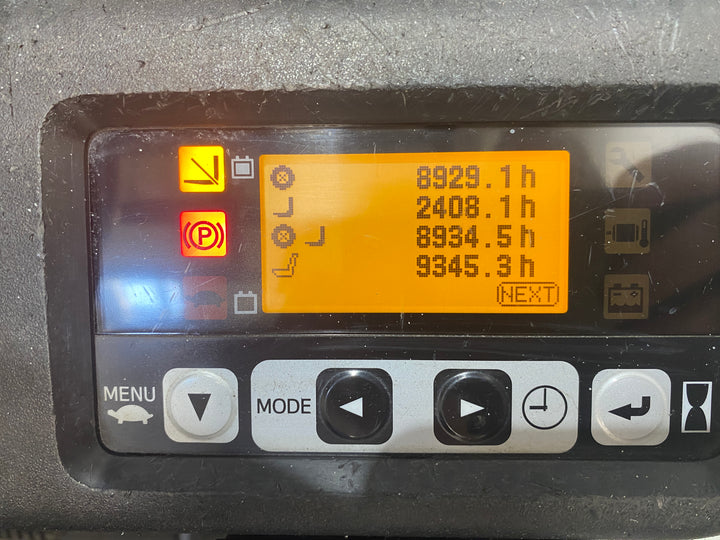 8929.1h
2408.1h
8934.5h
9345.3h
NEXT
P
MENU
MODE